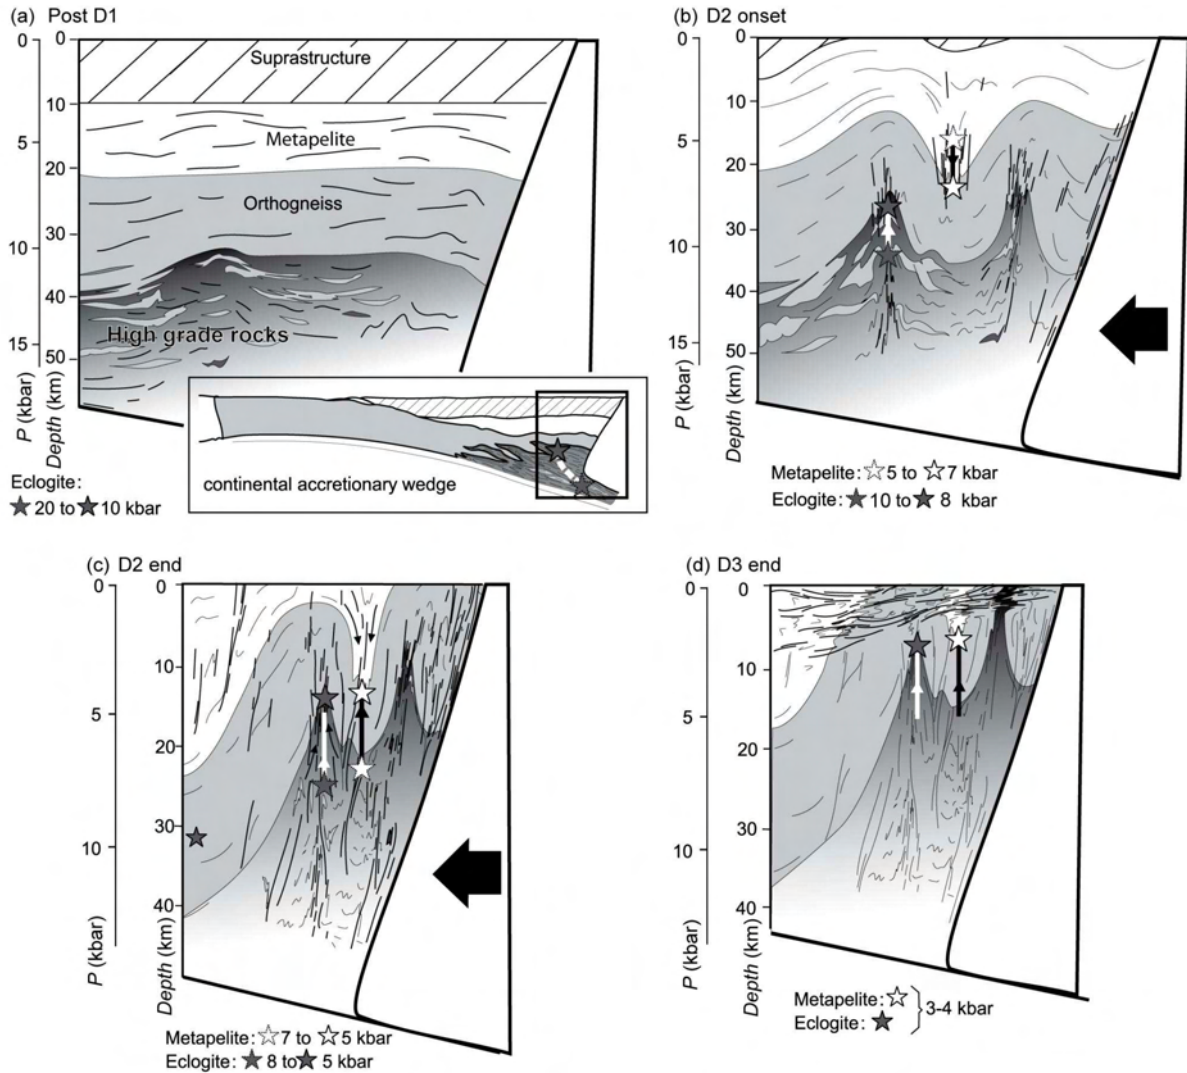 (a) Post D1
0
5
10
15
P (kbar)
0
10
20
30
40
50
Depth (km)
Suprastructure
Metapelite
Orthogneiss
High grade rocks
continental accretionary wedge
Eclogite:
20 to 10 kbar
(b) D2 onset
0
5
10
15
P (kbar)
0
10
20
30
40
50
Depth (km)
Metapelite: 5 to 7 kbar
Eclogite: 10 to 8 kbar
(c) D2 end
0
5
10
P (kbar)
0
10
20
30
40
Depth (km)
Metapelite: 7 to 5 kbar
Eclogite: 8 to 5 kbar
(d) D3 end
0
5
10
P (kbar)
0
10
20
30
40
Depth (km)
Metapelite:
Eclogite:
3-4 kbar